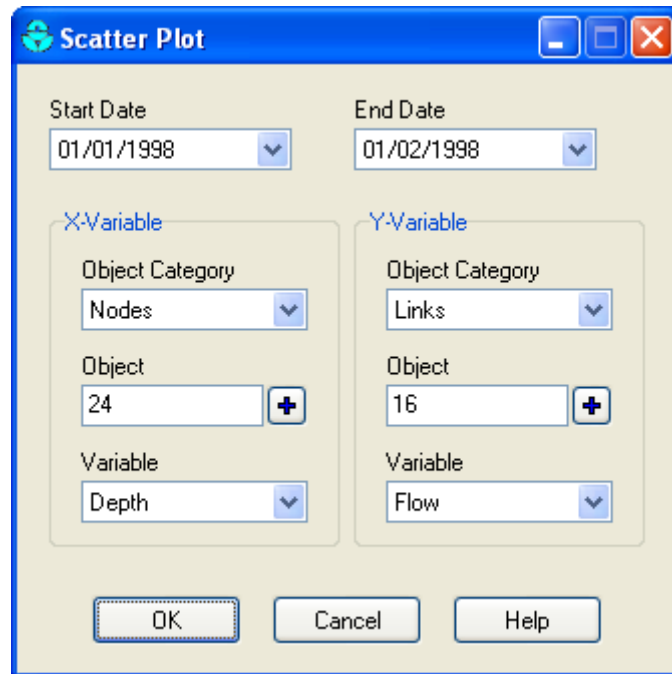 Scatter Plot
Start Date
End Date
01/01/1998
01/02/1998
X-Variable
Y-Variable
Object Category
Object Category
Nodes
Links
Object
Object
24
16
Variable
Variable
Depth
Flow
OK
Cancel
Help